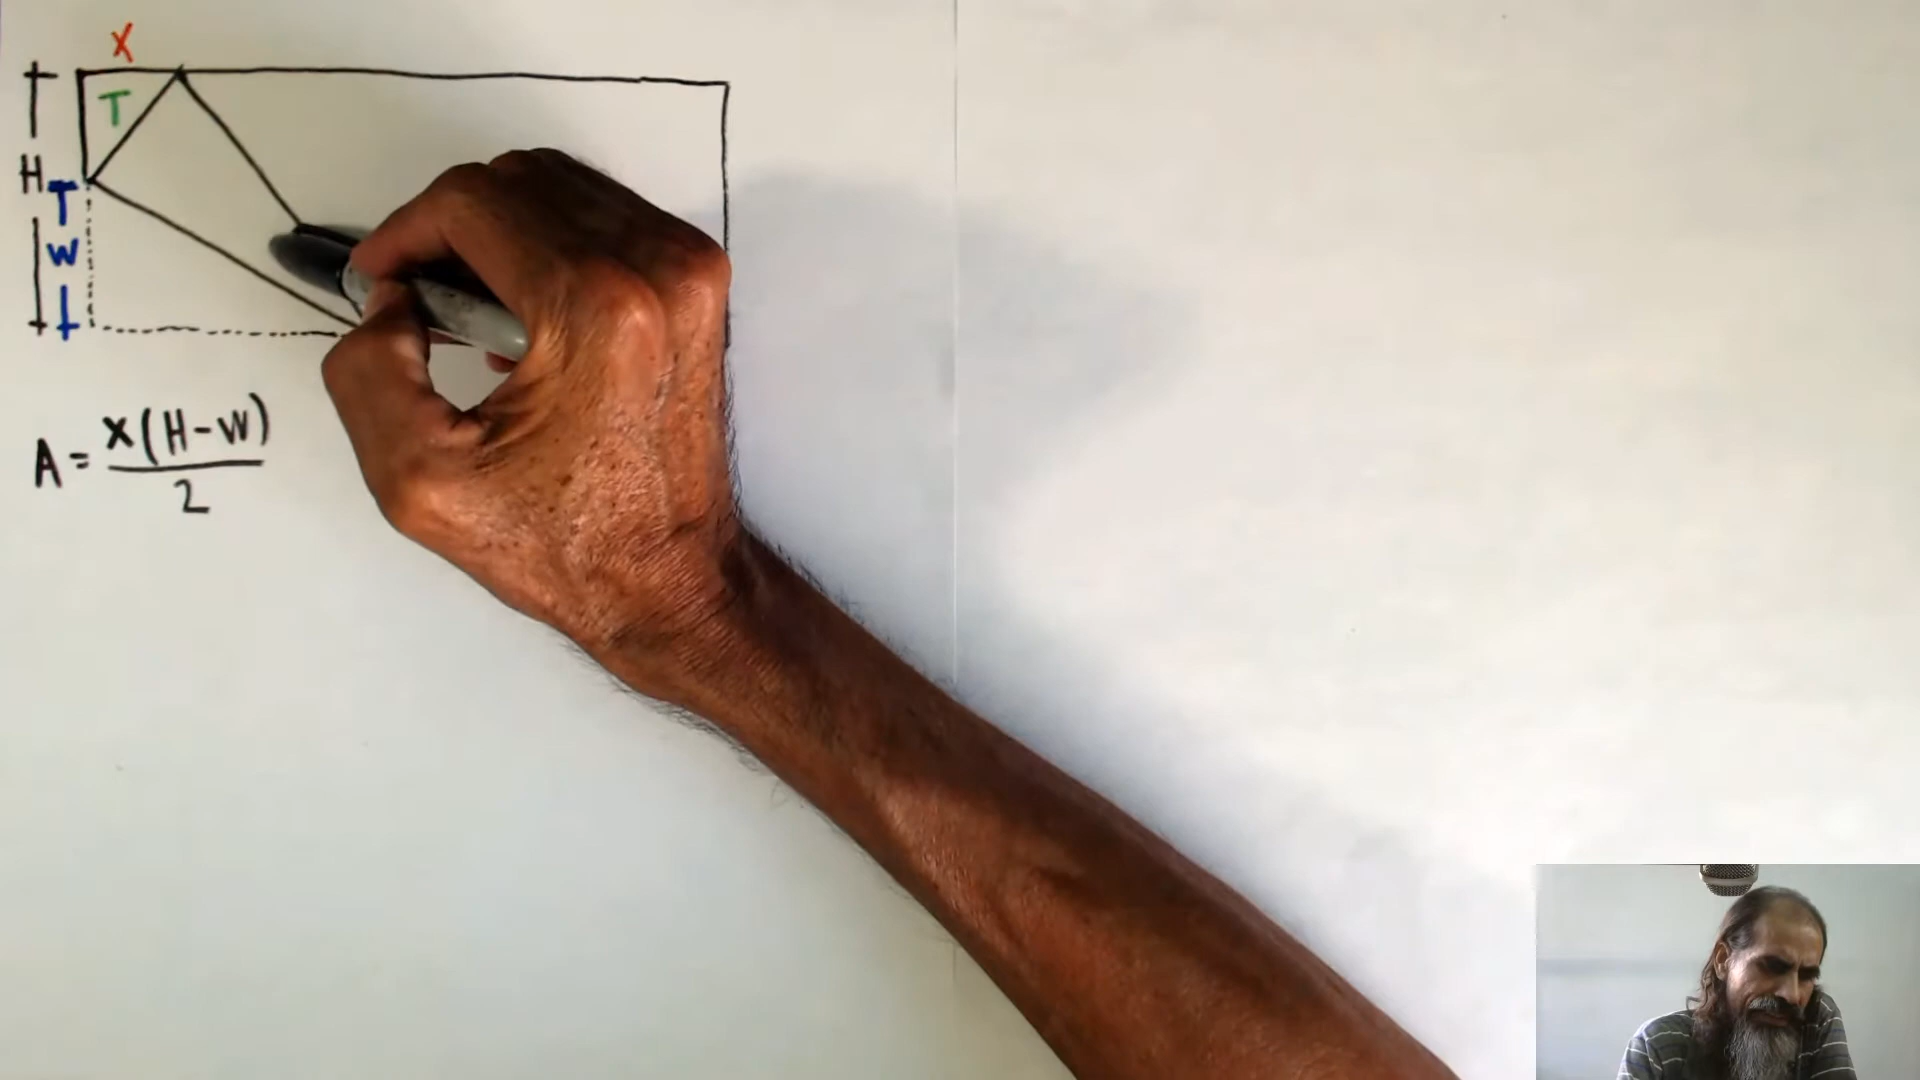 X
T
H
W
A = x(H-W)/2